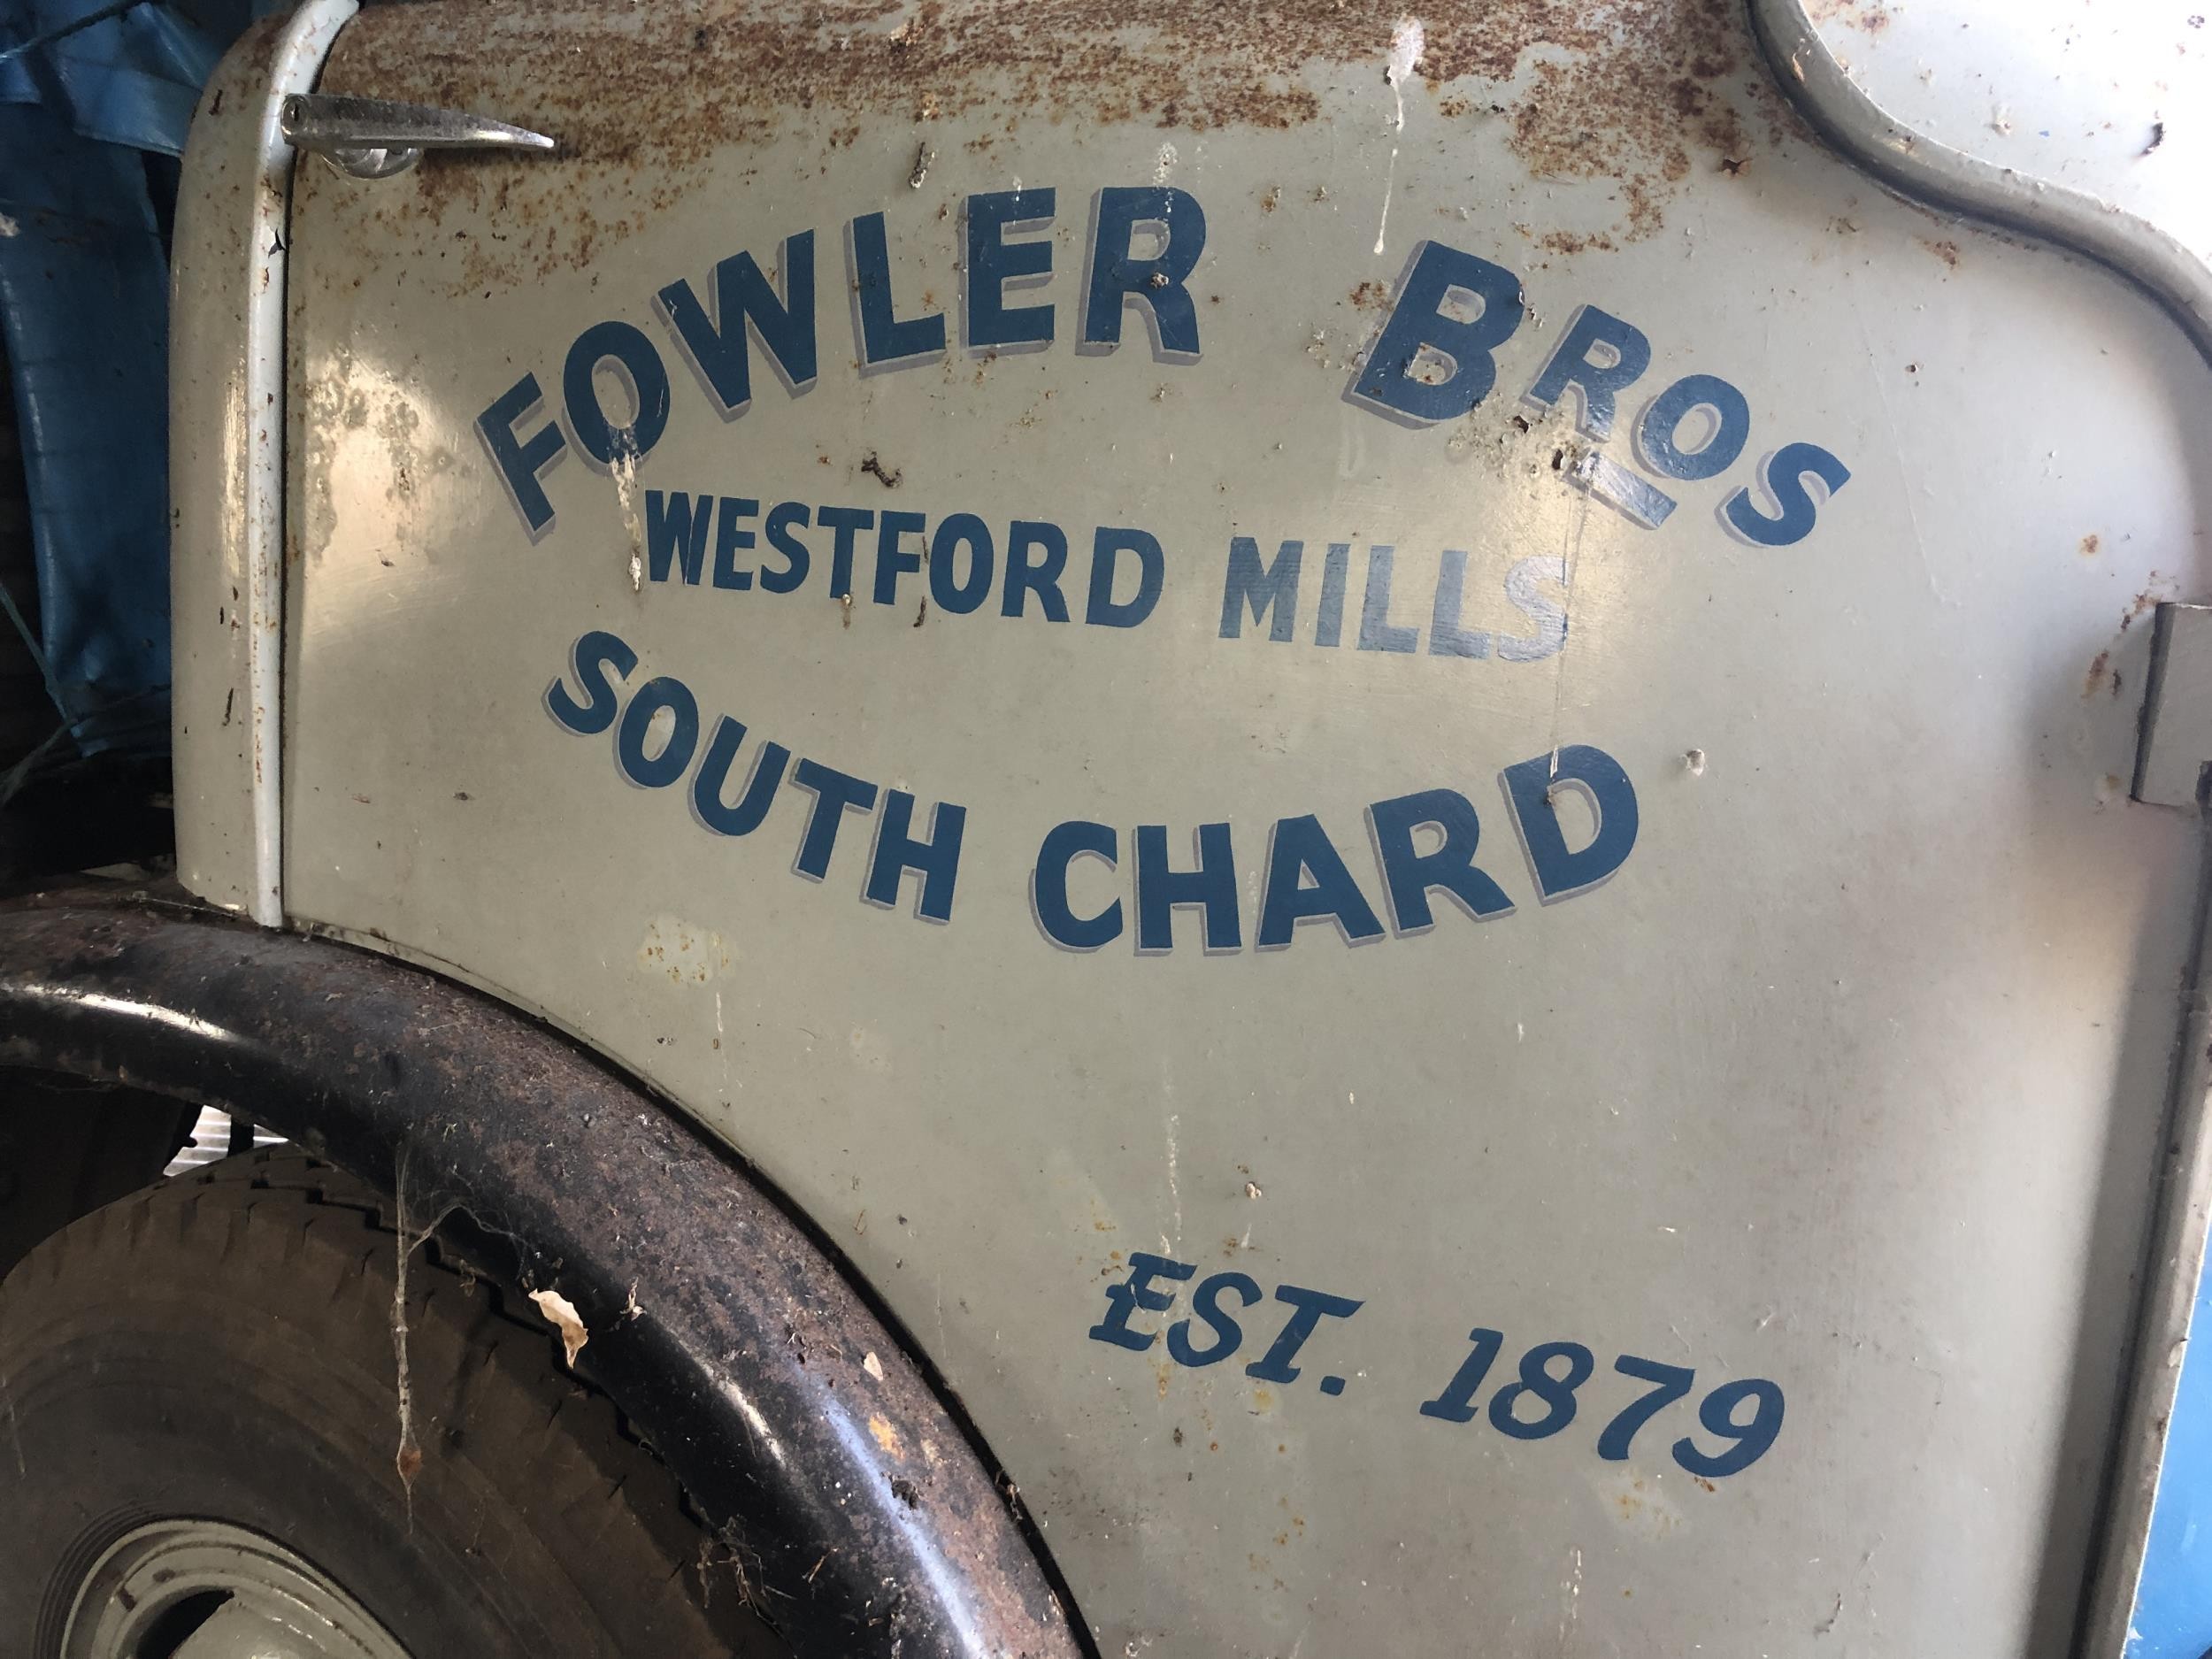 FOWLER BROS
WESTFORD MILLS
SOUTH CHARD
EST. 1879